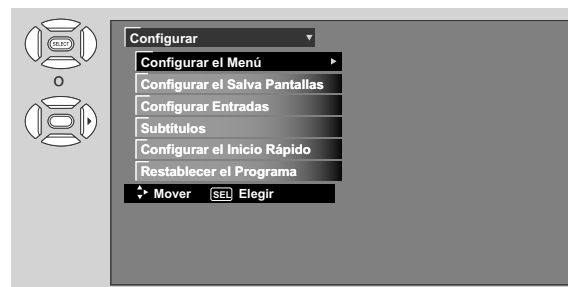 SELECT
o
Configurar
Configurar el Menú
Configurar el Salva Pantallas
Configurar Entradas
Subtítulos
Configurar el Inicio Rápido
Restablecer el Programa
Mover SEL Elegir